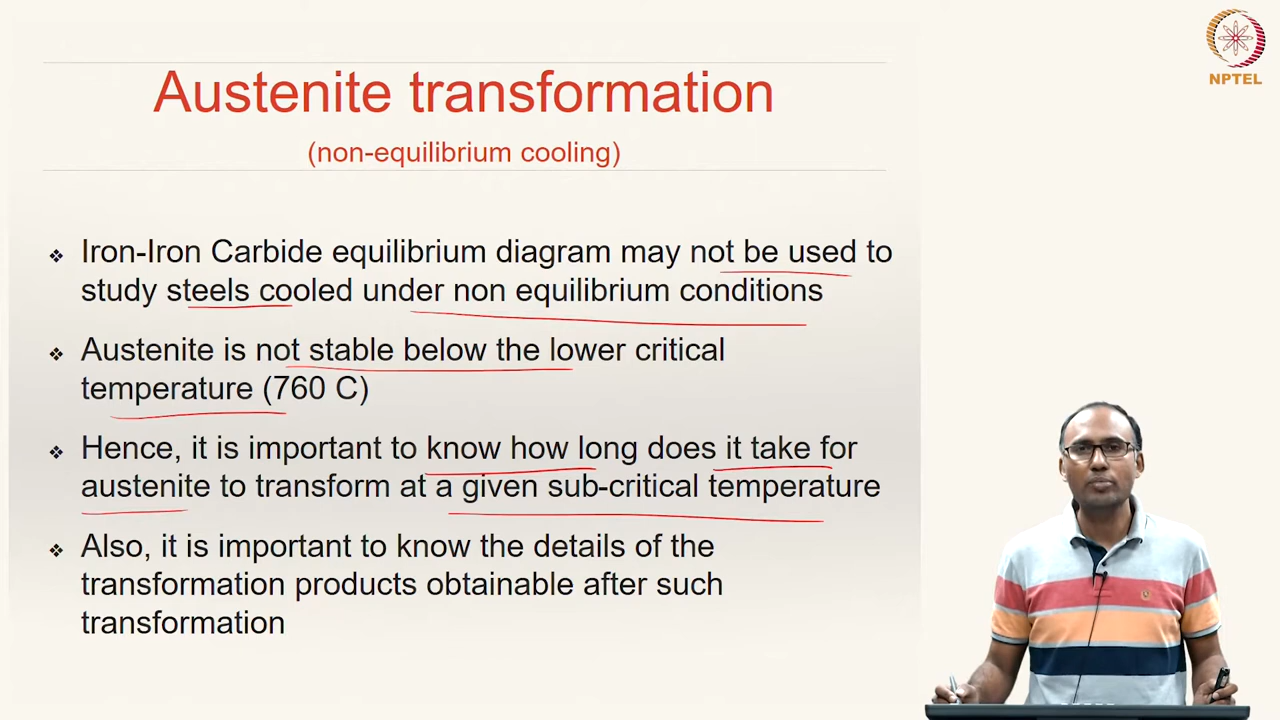 Austenite transformation
(non-equilibrium cooling)
NPTEL
❖ Iron-Iron Carbide equilibrium diagram may not be used to
study steels cooled under non equilibrium conditions
❖ Austenite is not stable below the lower critical
temperature (760 C)
❖ Hence, it is important to know how long does it take for
austenite to transform at a given sub-critical temperature
❖ Also, it is important to know the details of the
transformation products obtainable after such
transformation